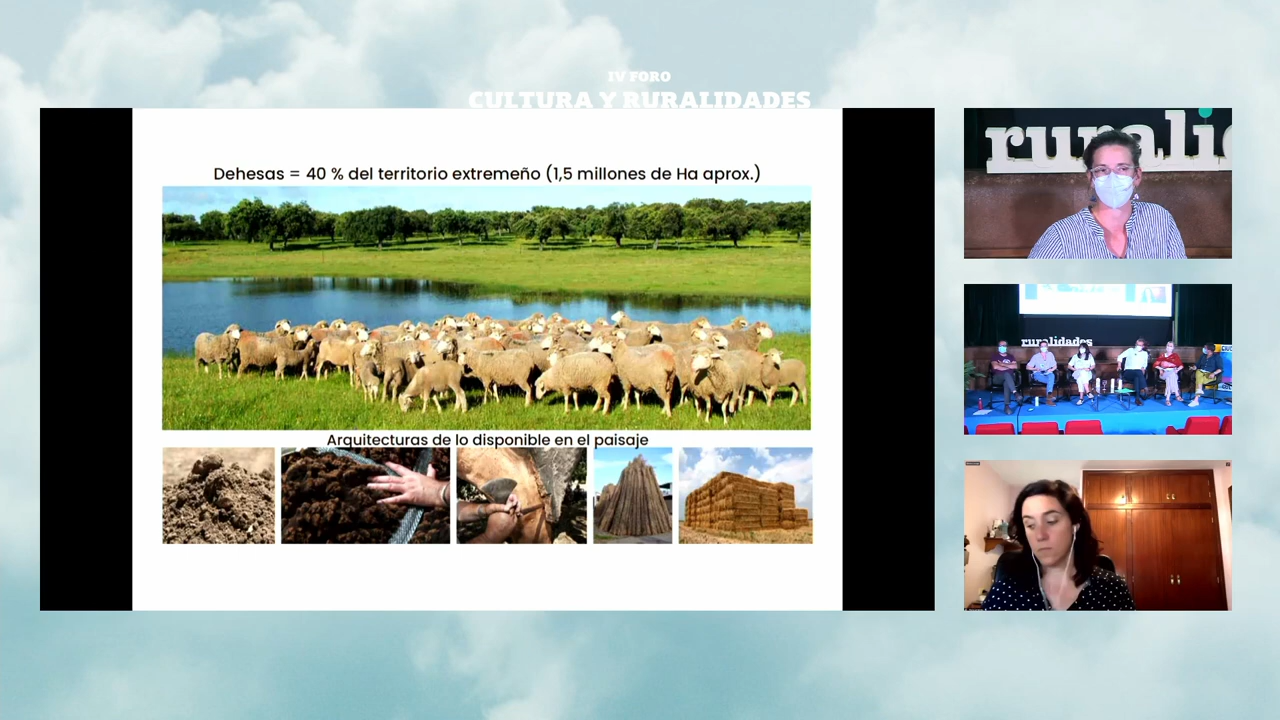 IV FORO
CULTURA Y RURALIDADES
Dehesas = 40 % del territorio extremeño (1,5 millones de Ha aprox.)
Arquitecturas de lo disponible en el paisaje
rurali
ruralidades